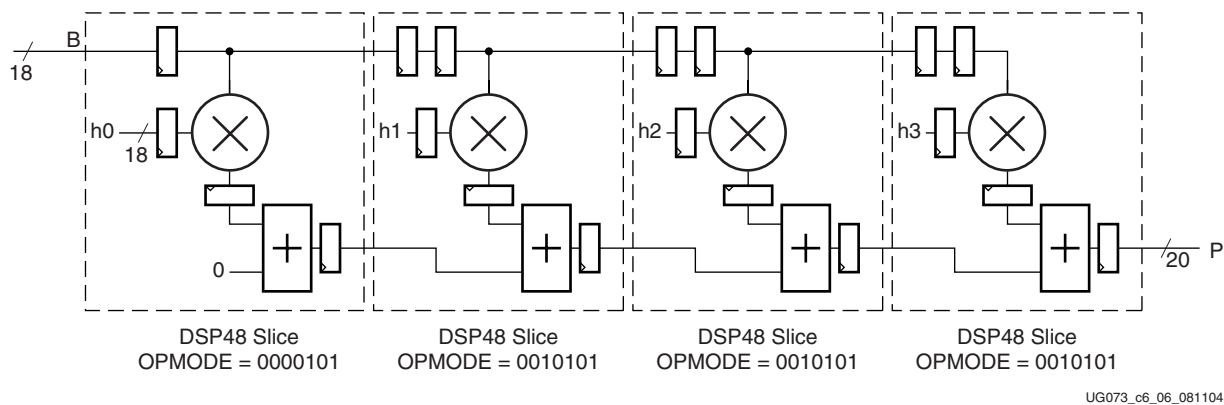 B
18
h0
18
h1
h2
h3
0
P
20
DSP48 Slice
OPMODE = 0000101
DSP48 Slice
OPMODE = 0010101
DSP48 Slice
OPMODE = 0010101
DSP48 Slice
OPMODE = 0010101
UG073_c6_06_081104